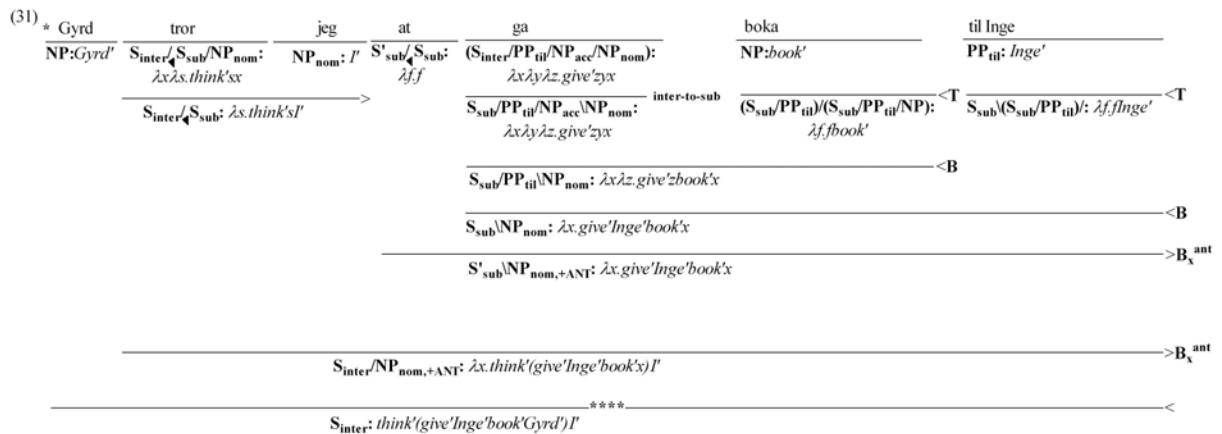 (31) * Gyrd tror jeg at ga boka til Inge
NP:Gyrd' S_inter/◄S_sub/NP_nom: NP_nom: I' S'_sub/◄S_sub: (S_inter/PP_til/NP_acc/NP_nom): NP:book' PP_til: Inge'
λxλs.think'sx λf.f λxλyλz.give'zyx
> inter-to-sub <T <T
S_inter/◄S_sub: λs.think'sI' S_sub/PP_til/NP_acc\NP_nom: (S_sub/PP_til)/(S_sub/PP_til/NP): S_sub\(S_sub/PP_til)/: λf.fInge'
λxλyλz.give'zyx λf.fbook'
<B
S_sub/PP_til\NP_nom: λxλz.give'zbook'x
<B
S_sub\NP_nom: λx.give'Inge'book'x
>B_x^ant
S'_sub\NP_nom,+ANT: λx.give'Inge'book'x
>B_x^ant
S_inter/NP_nom,+ANT: λx.think'(give'Inge'book'x)I'
**** <
S_inter: think'(give'Inge'book'Gyrd')I'